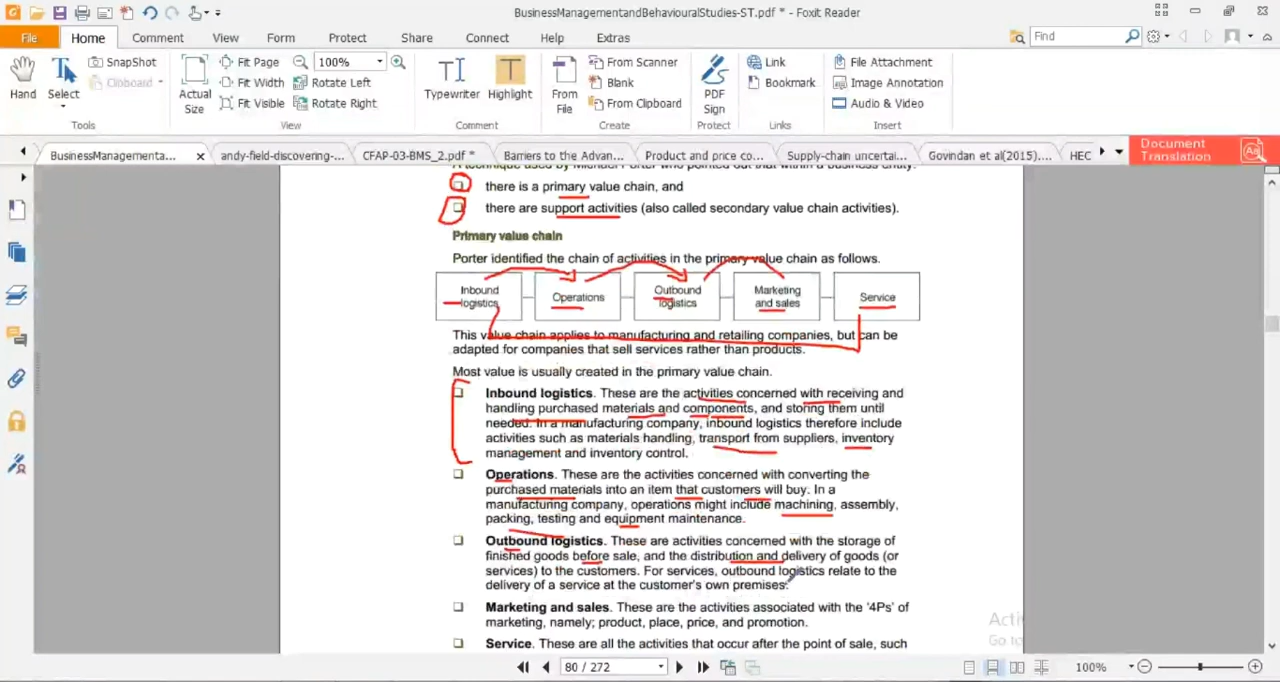 BusinessManagementandBehaviouralStudies-ST.pdf * - Foxit Reader
File Home Comment View Form Protect Share Connect Help Extras Find
Hand Select SnapShot Clipboard Actual Size Fit Page Fit Width Fit Visible 100% Rotate Left Rotate Right Typewriter Highlight From File From Scanner Blank From Clipboard PDF Sign Link Bookmark File Attachment Image Annotation Audio & Video
Tools View Comment Create Protect Links Insert
BusinessManagementa... x andy-field-discovering-... CFAP-03-BMS_2.pdf * Barriers to the Advan... Product and price co... Supply-chain uncertai... Govindan et al(2015).... HEC Document Translation
there is a primary value chain, and
there are support activities (also called secondary value chain activities).
Primary value chain
Porter identified the chain of activities in the primary value chain as follows.
Inbound logistics Operations Outbound logistics Marketing and sales Service
This value chain applies to manufacturing and retailing companies, but can be
adapted for companies that sell services rather than products.
Most value is usually created in the primary value chain.
Inbound logistics. These are the activities concerned with receiving and
handling purchased materials and components, and storing them until
needed. In a manufacturing company, inbound logistics therefore include
activities such as materials handling, transport from suppliers, inventory
management and inventory control.
Operations. These are the activities concerned with converting the
purchased materials into an item that customers will buy. In a
manufacturing company, operations might include machining, assembly,
packing, testing and equipment maintenance.
Outbound logistics. These are activities concerned with the storage of
finished goods before sale, and the distribution and delivery of goods (or
services) to the customers. For services, outbound logistics relate to the
delivery of a service at the customer's own premises.
Marketing and sales. These are the activities associated with the '4Ps' of
marketing, namely; product, place, price, and promotion.
Service. These are all the activities that occur after the point of sale, such
80 / 272 100%